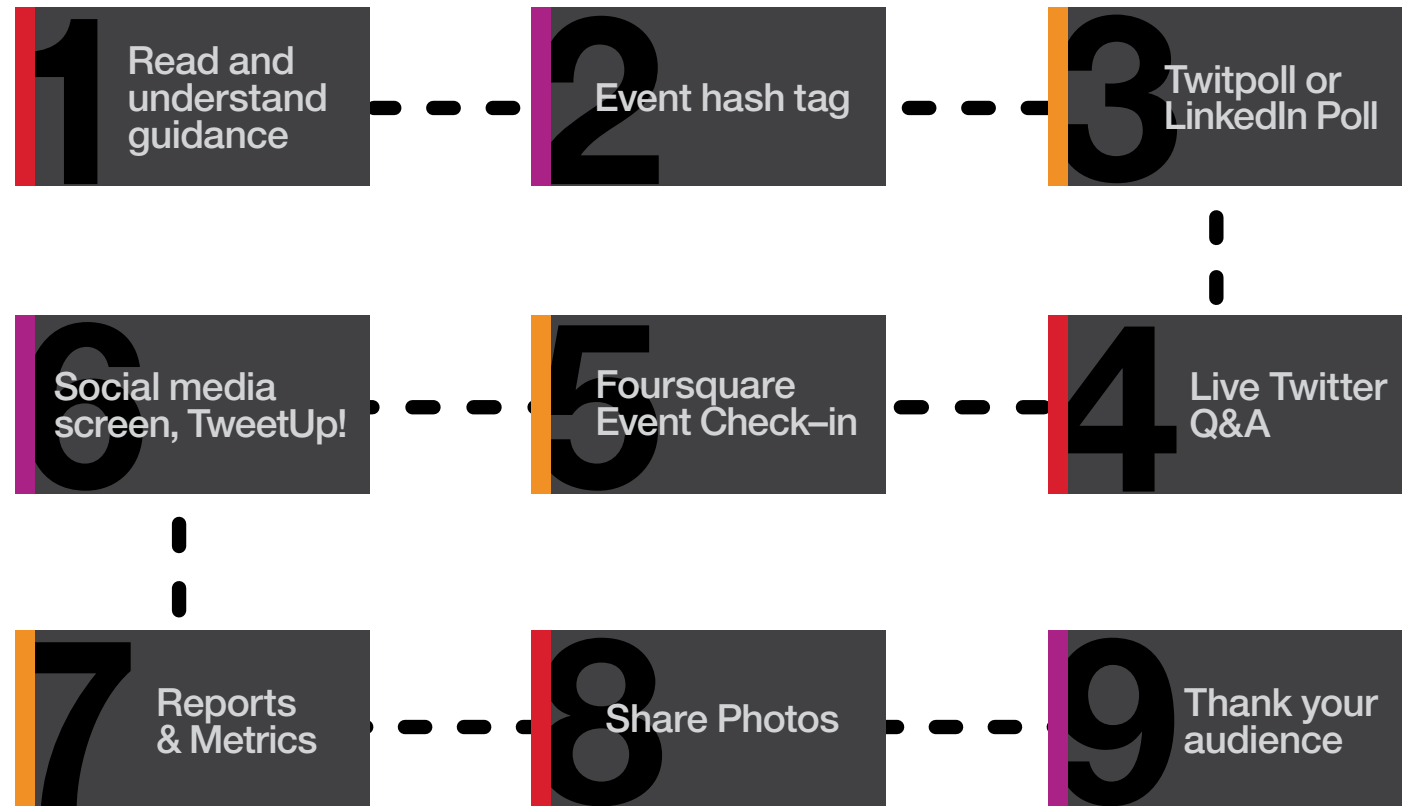 1
Read and
understand
guidance
2
Event hash tag
3
Twitpoll or
LinkedIn Poll
4
Live Twitter
Q&A
5
Foursquare
Event Check–in
6
Social media
screen, TweetUp!
7
Reports
& Metrics
8
Share Photos
9
Thank your
audience